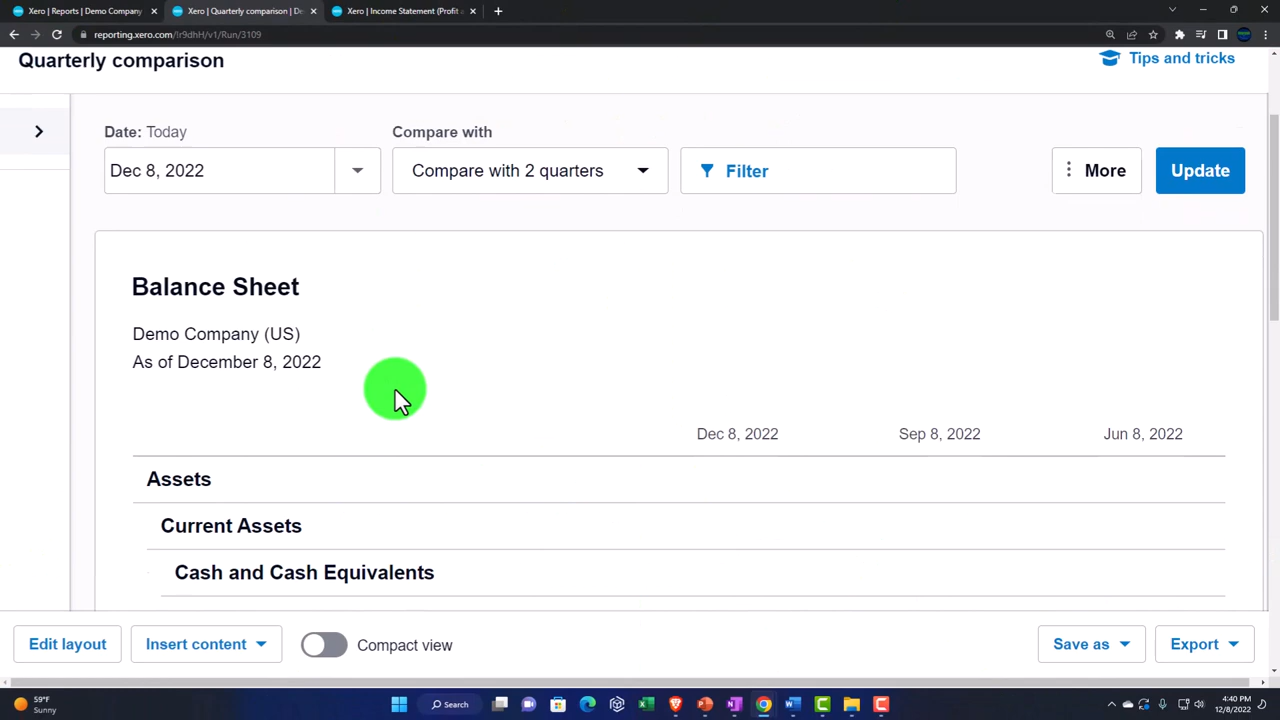 Xero | Reports | Demo Company
Xero | Quarterly comparison | De
Xero | Income Statement (Profit a
reporting.xero.com/!r9dhH/v1/Run/3109
Quarterly comparison
Tips and tricks
Date: Today
Compare with
Dec 8, 2022
Compare with 2 quarters
Filter
More
Update
Balance Sheet
Demo Company (US)
As of December 8, 2022
Dec 8, 2022 Sep 8, 2022 Jun 8, 2022
Assets
Current Assets
Cash and Cash Equivalents
Edit layout
Insert content
Compact view
Save as
Export
59°F
Sunny
Search
4:40 PM
12/8/2022